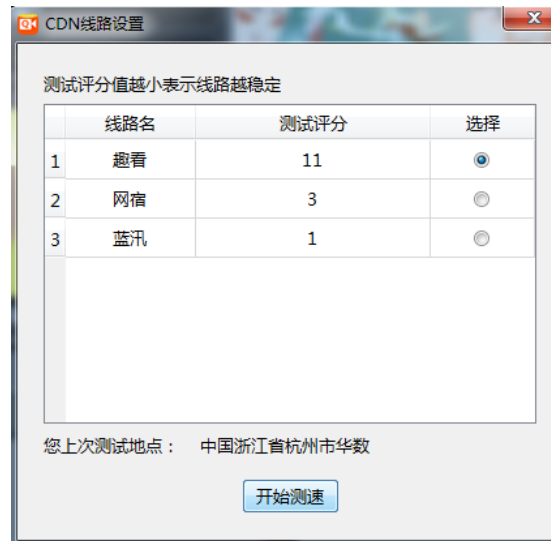 CDN线路设置
测试评分值越小表示线路越稳定
线路名 测试评分 选择
1 趣看 11
2 网宿 3
3 蓝汛 1
您上次测试地点： 中国浙江省杭州市华数
开始测速